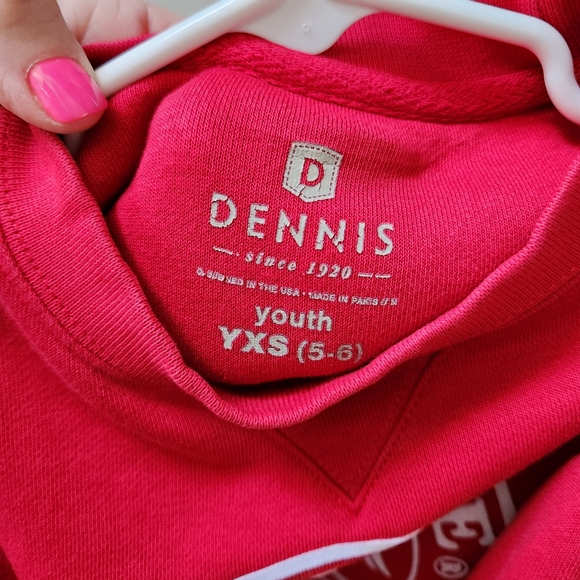 D
DENNIS
since 1920
DESIGNED IN THE USA • MADE IN PAKISTAN
youth
YXS (5-6)
E
®